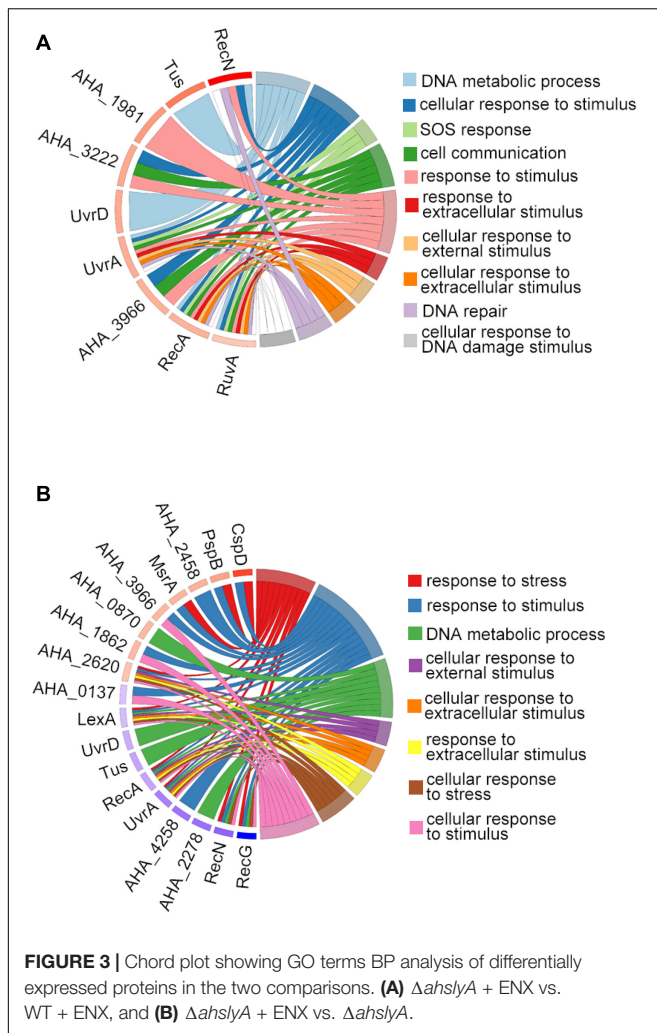 A
RecN
Tus
AHA_1981
AHA_3222
UvrD
UvrA
AHA_3966
RecA
RuvA
DNA metabolic process
cellular response to stimulus
SOS response
cell communication
response to stimulus
response to
extracellular stimulus
cellular response to
external stimulus
cellular response to
extracellular stimulus
DNA repair
cellular response to
DNA damage stimulus
B
CspD
PspB
AHA_2458
MsrA
AHA_3966
AHA_0870
AHA_1862
AHA_2620
AHA_0137
LexA
UvrD
Tus
RecA
UvrA
AHA_4258
AHA_2278
RecN
RecG
response to stress
response to stimulus
DNA metabolic process
cellular response to
external stimulus
cellular response to
extracellular stimulus
response to
extracellular stimulus
cellular response
to stress
cellular response to
stimulus
FIGURE 3 | Chord plot showing GO terms BP analysis of differentially
expressed proteins in the two comparisons. (A) ΔahslyA + ENX vs.
WT + ENX, and (B) ΔahslyA + ENX vs. ΔahslyA.